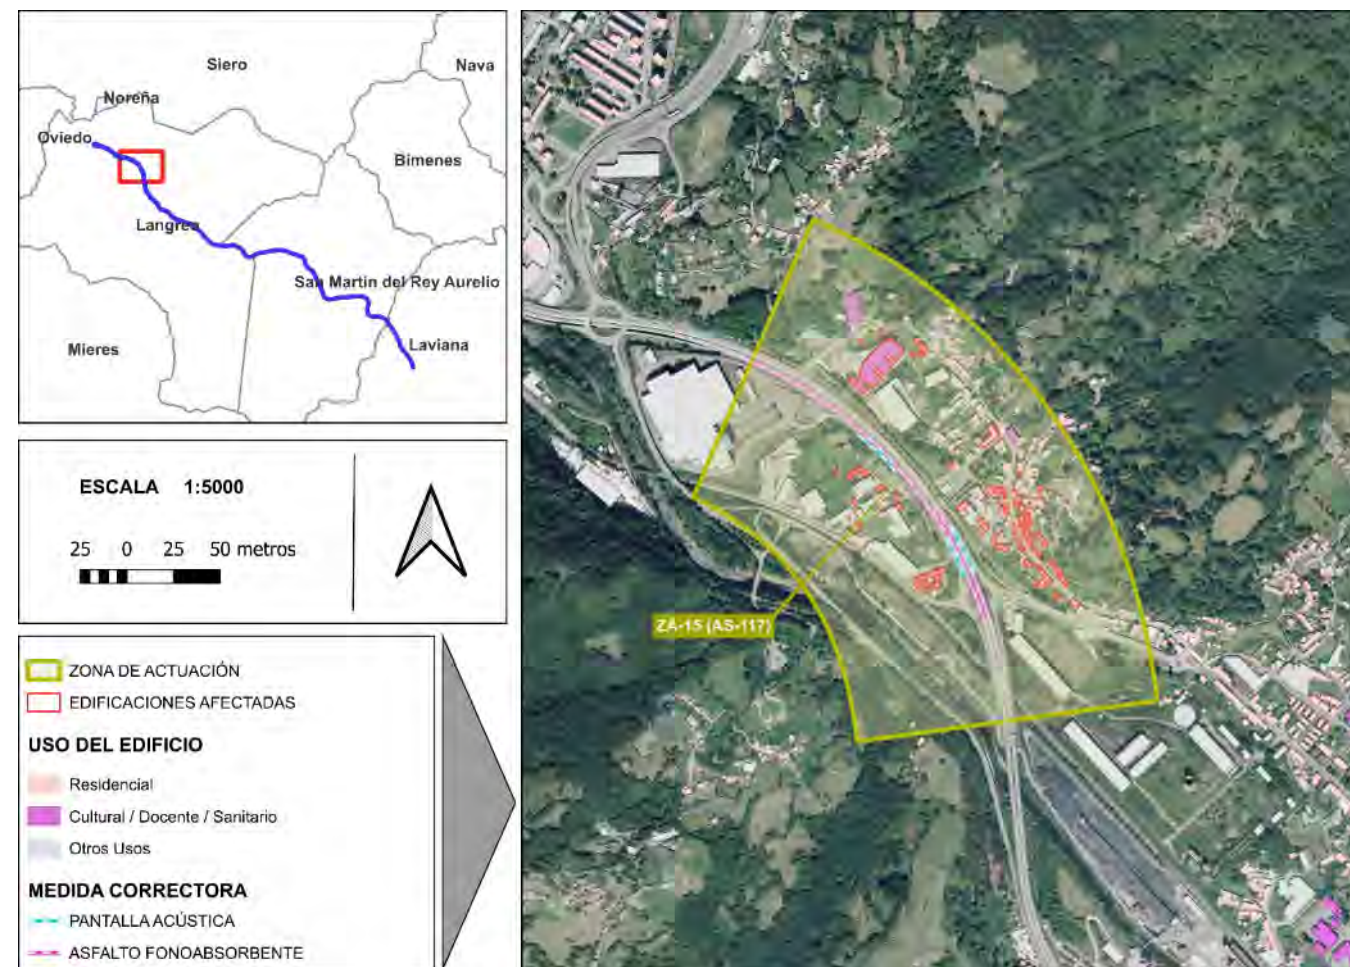 Siero
Nava
Noreña
Oviedo
Bimenes
Langreo
San Martin del Rey Aurelio
Mieres
Laviana
ESCALA 1:5000
25 0 25 50 metros
ZA-15 (AS-117)
ZONA DE ACTUACIÓN
EDIFICACIONES AFECTADAS
USO DEL EDIFICIO
Residencial
Cultural / Docente / Sanitario
Otros Usos
MEDIDA CORRECTORA
PANTALLA ACÚSTICA
ASFALTO FONOABSORBENTE